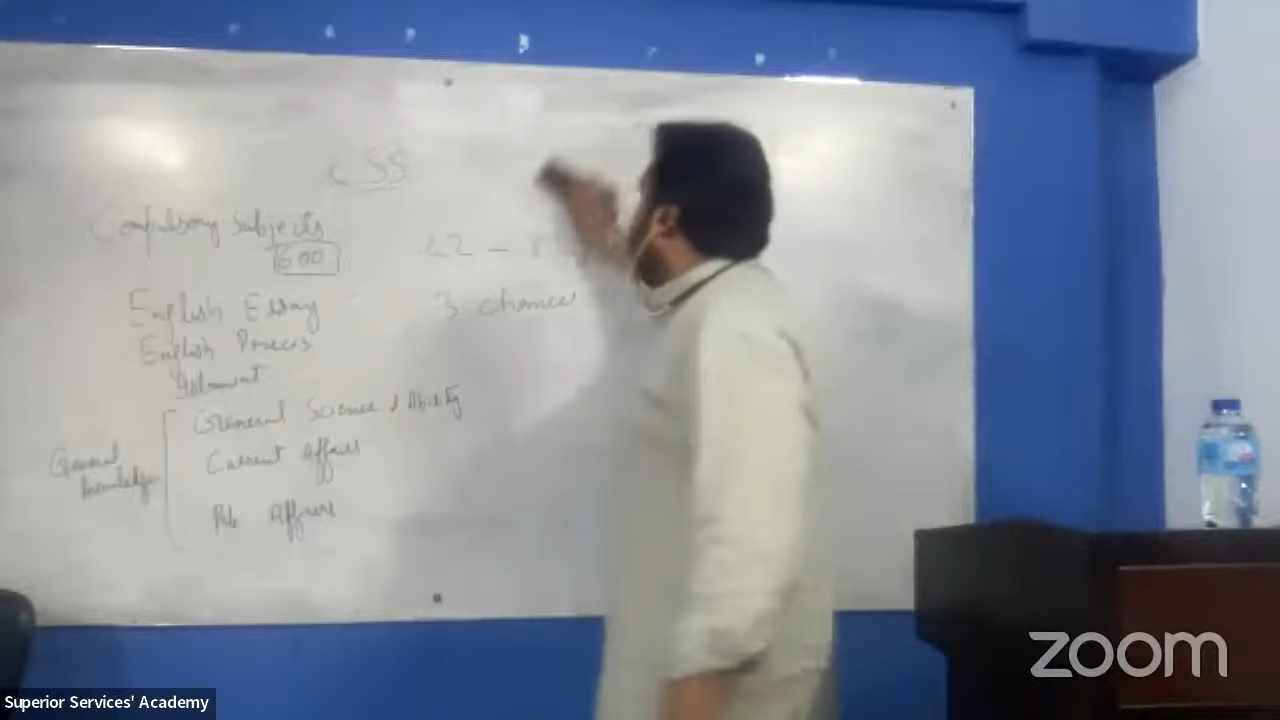 CSS
Compulsory Subjects
600
22 -
3 chances
English Essay
English Precis
Islamiat
General Science & Ability
General knowledge
Current Affairs
Pak Affairs
zoom
Superior Services' Academy